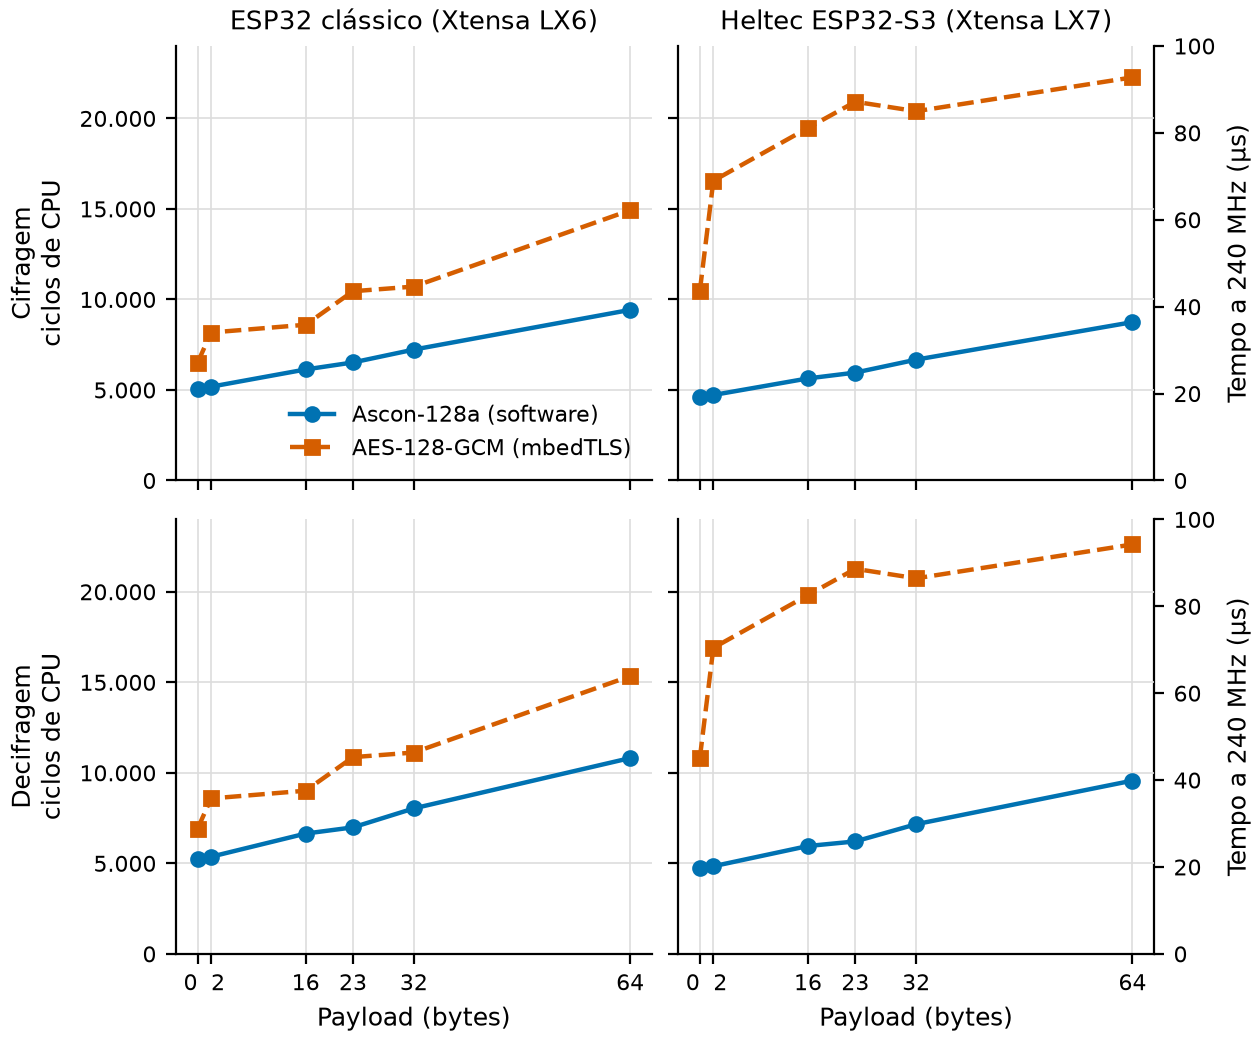 ESP32 clássico (Xtensa LX6)
Heltec ESP32-S3 (Xtensa LX7)
Cifragem
ciclos de CPU
20.000
15.000
10.000
5.000
0
Ascon-128a (software)
AES-128-GCM (mbedTLS)
100
80
60
40
20
0
Tempo a 240 MHz (µs)
Decifragem
ciclos de CPU
20.000
15.000
10.000
5.000
0
100
80
60
40
20
0
Tempo a 240 MHz (µs)
0 2 16 23 32 64
0 2 16 23 32 64
Payload (bytes)
Payload (bytes)